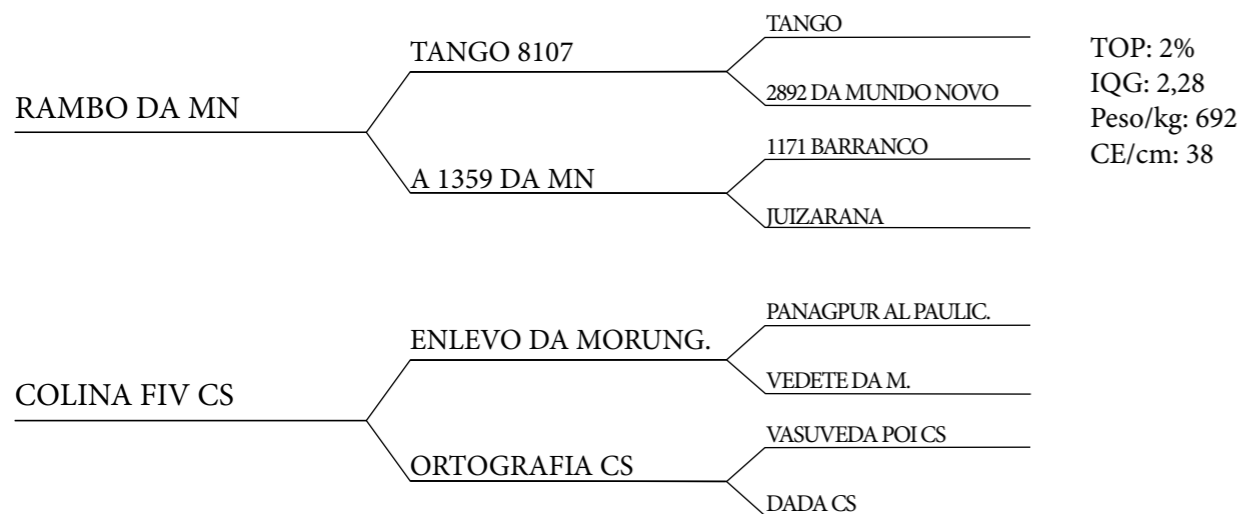 TANGO
TANGO 8107
2892 DA MUNDO NOVO
RAMBO DA MN
1171 BARRANCO
A 1359 DA MN
JUIZARANA
TOP: 2%
IQG: 2,28
Peso/kg: 692
CE/cm: 38
PANAGPUR AL PAULIC.
ENLEVO DA MORUNG.
VEDETE DA M.
COLINA FIV CS
VASUVEDA POI CS
ORTOGRAFIA CS
DADA CS